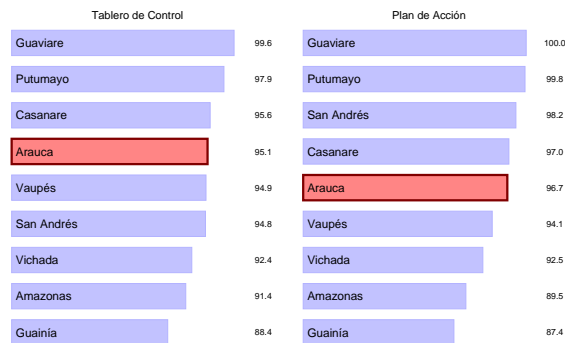 Tablero de Control
Guaviare 99.6
Putumayo 97.9
Casanare 95.6
Arauca 95.1
Vaupés 94.9
San Andrés 94.8
Vichada 92.4
Amazonas 91.4
Guainía 88.4
Plan de Acción
Guaviare 100.0
Putumayo 99.8
San Andrés 98.2
Casanare 97.0
Arauca 96.7
Vaupés 94.1
Vichada 92.5
Amazonas 89.5
Guainía 87.4